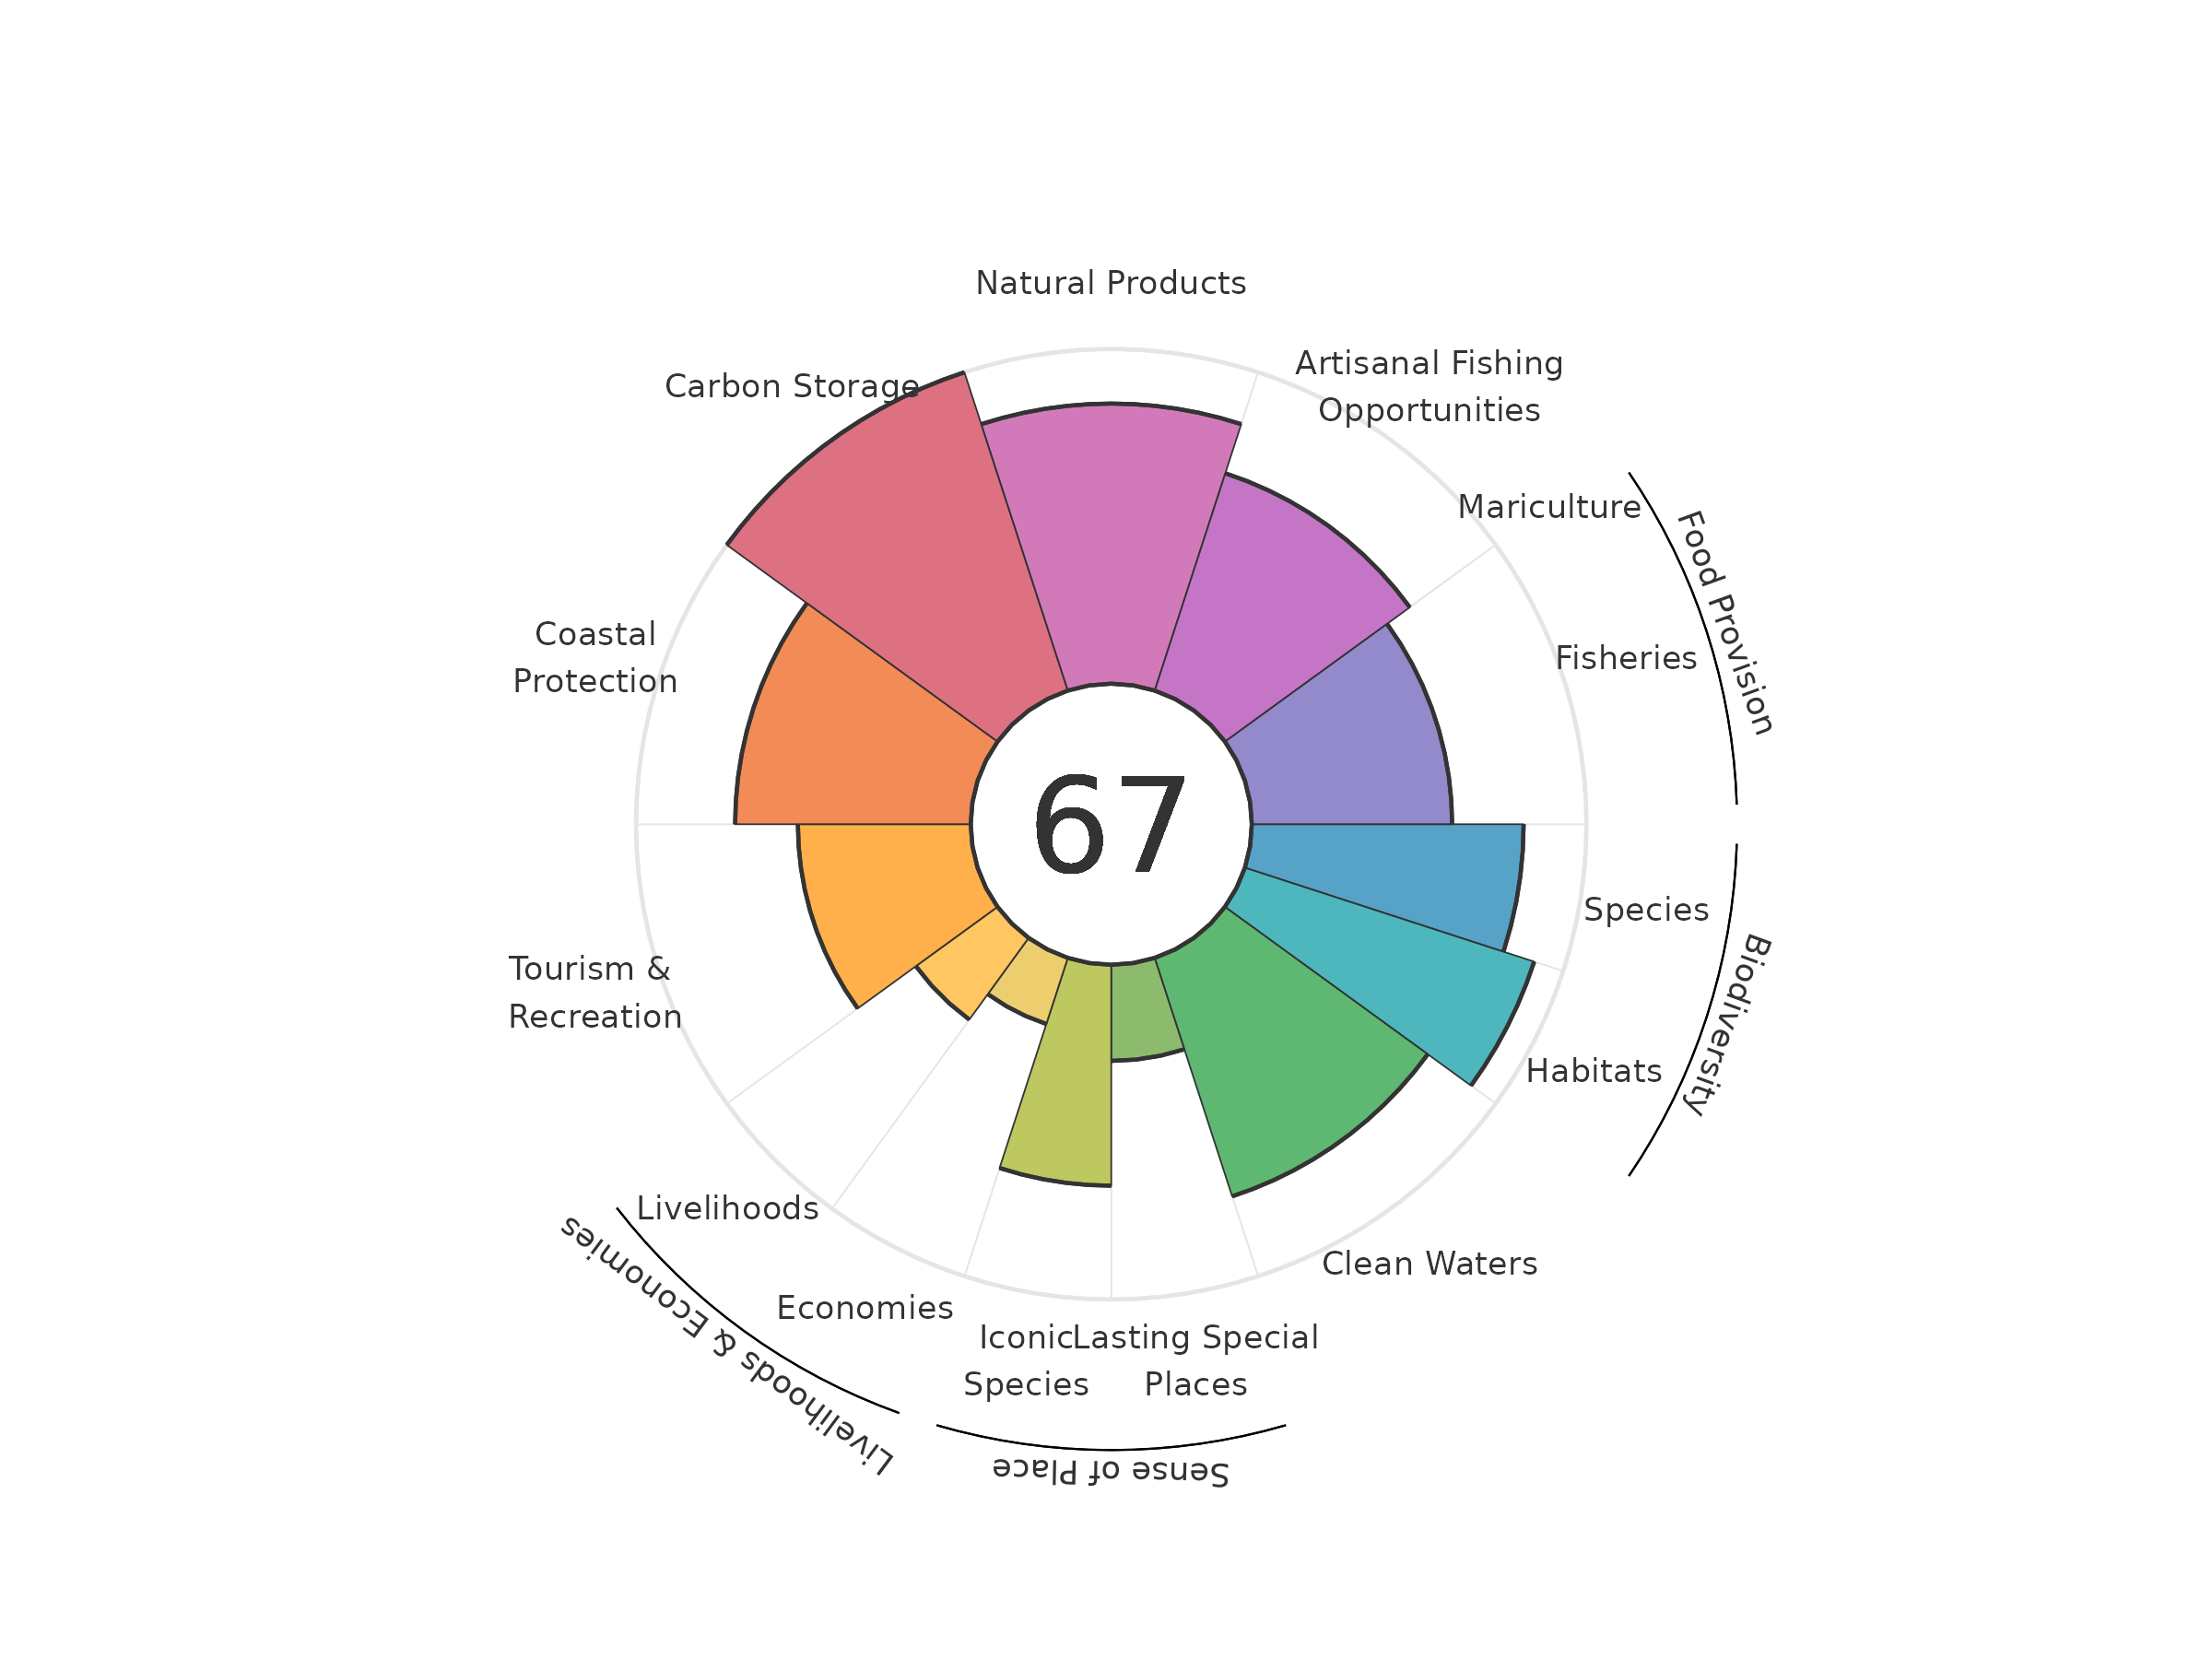 Natural Products
Artisanal Fishing
Opportunities
Carbon Storage
Mariculture
Food Provision
Fisheries
Coastal
Protection
67
Species
Biodiversity
Tourism &
Recreation
Habitats
Livelihoods
Clean Waters
Livelihoods & Economies
Economies
Iconic
Species
Lasting Special
Places
Sense of Place